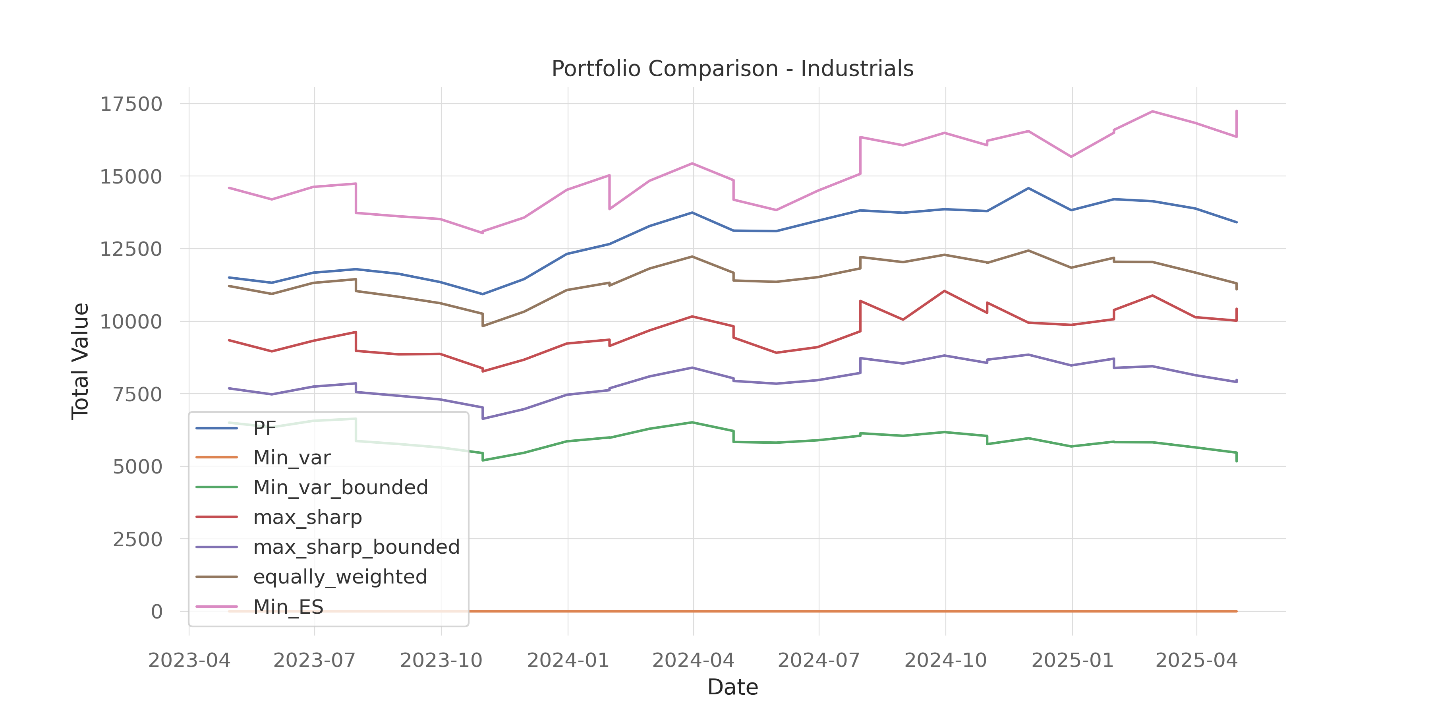 Portfolio Comparison - Industrials
Total Value
17500
15000
12500
10000
7500
5000
2500
0
PF
Min_var
Min_var_bounded
max_sharp
max_sharp_bounded
equally_weighted
Min_ES
2023-04 2023-07 2023-10 2024-01 2024-04 2024-07 2024-10 2025-01 2025-04
Date